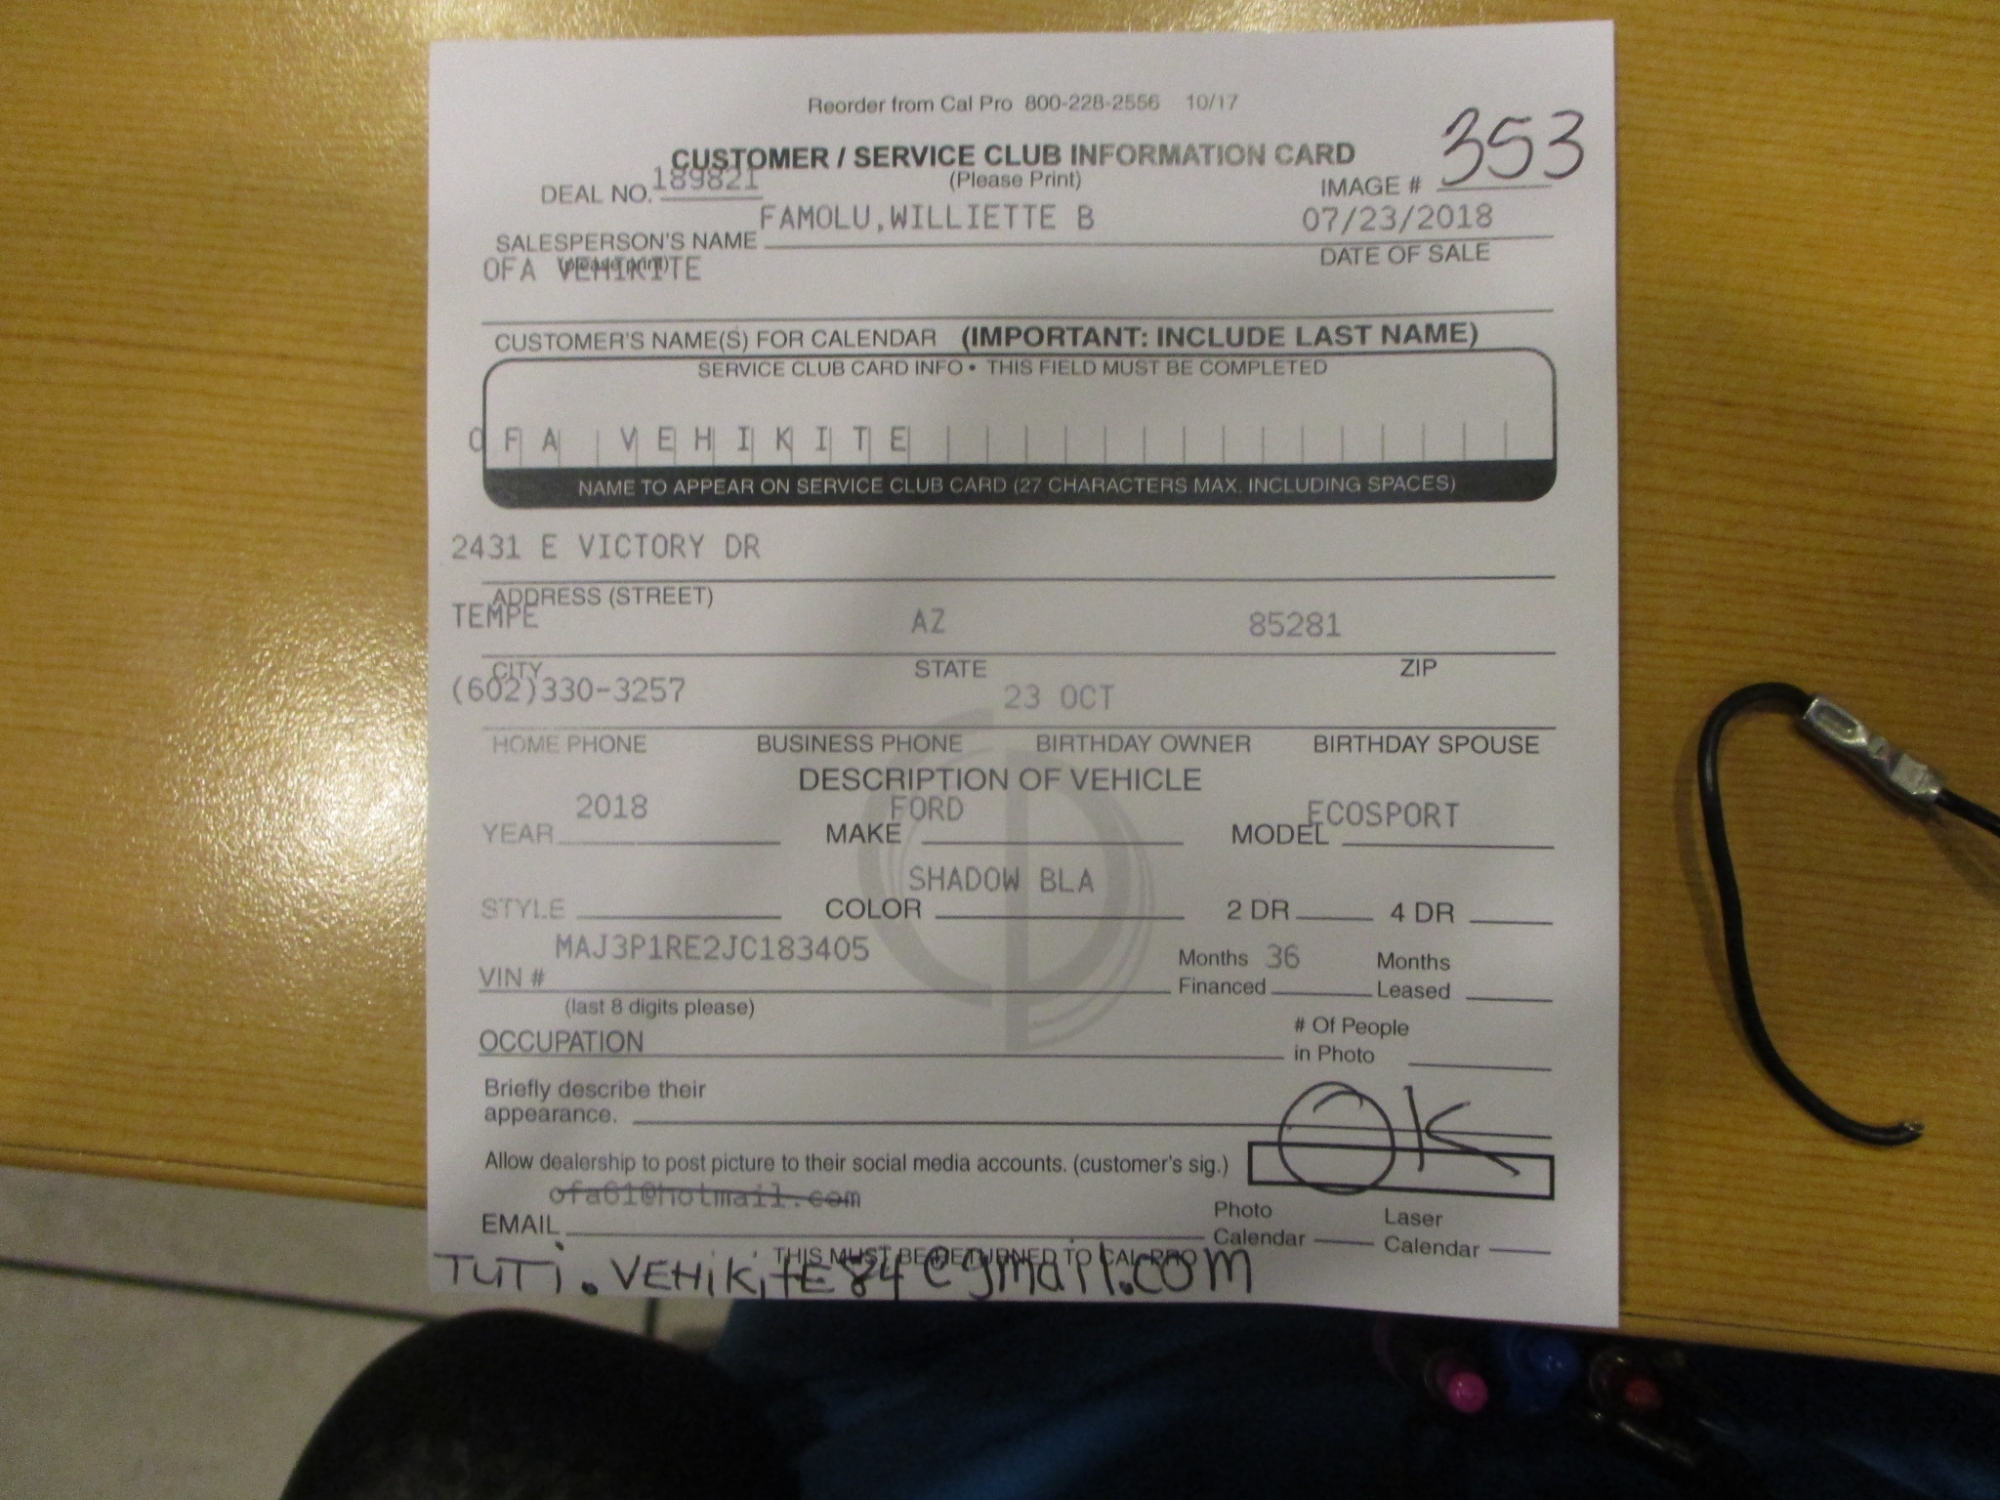 Reorder from Cal Pro 800-228-2556 10/17
CUSTOMER / SERVICE CLUB INFORMATION CARD
(Please Print)
DEAL NO. 189821 IMAGE # 353
FAMOLU,WILLIETTE B 07/23/2018
SALESPERSON'S NAME DATE OF SALE
(please print)
OFA VEHIKITE
CUSTOMER'S NAME(S) FOR CALENDAR (IMPORTANT: INCLUDE LAST NAME)
SERVICE CLUB CARD INFO • THIS FIELD MUST BE COMPLETED
OFA VEHIKITE
NAME TO APPEAR ON SERVICE CLUB CARD (27 CHARACTERS MAX. INCLUDING SPACES)
2431 E VICTORY DR
ADDRESS (STREET)
TEMPE AZ 85281
CITY STATE ZIP
(602)330-3257 23 OCT
HOME PHONE BUSINESS PHONE BIRTHDAY OWNER BIRTHDAY SPOUSE
DESCRIPTION OF VEHICLE
YEAR 2018 MAKE FORD MODEL ECOSPORT
STYLE COLOR SHADOW BLA 2 DR 4 DR
VIN # MAJ3P1RE2JC183405 Months Financed 36 Months Leased
(last 8 digits please)
OCCUPATION # Of People in Photo
Briefly describe their
appearance.
OK
Allow dealership to post picture to their social media accounts. (customer's sig.)
ofa61@hotmail.com
EMAIL Photo Calendar Laser Calendar
THIS MUST BE RETURNED TO CAL PRO
TUTi.VEHiKiTE84@gmail.com